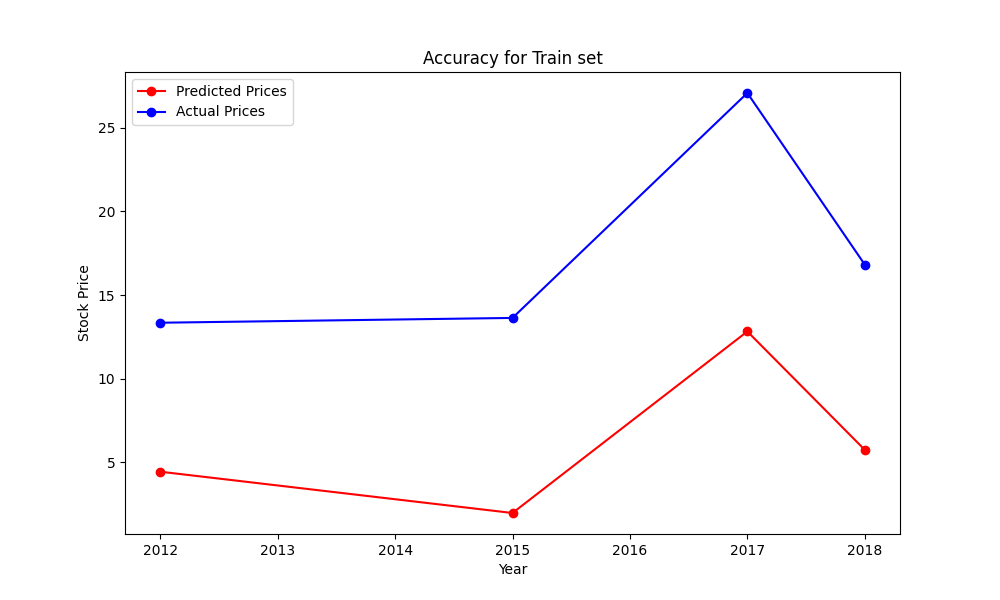 Accuracy for Train set
Predicted Prices
Actual Prices
Stock Price
25
20
15
10
5
2012 2013 2014 2015 2016 2017 2018
Year